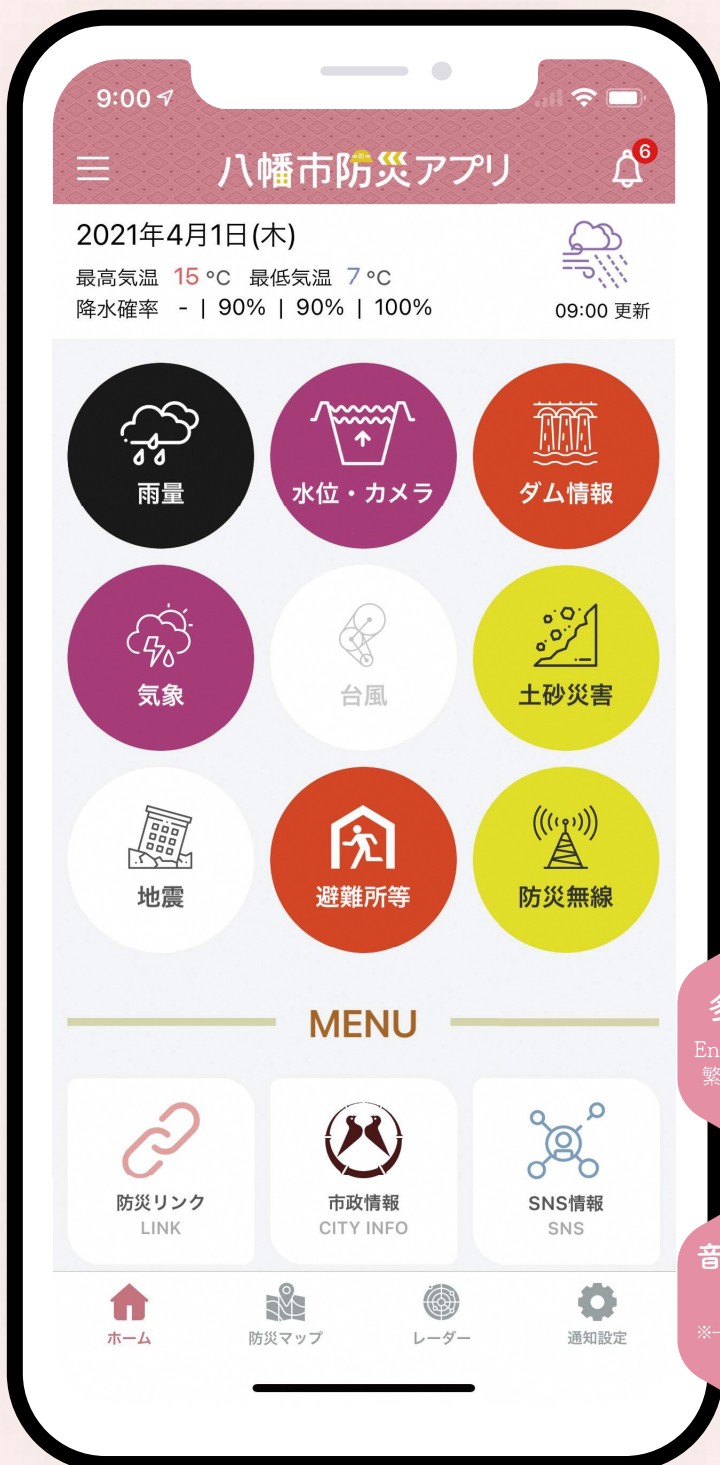 9:00
八幡市防災アプリ
6
2021年4月1日(木)
最高気温 15 °C 最低気温 7 °C
降水確率 - | 90% | 90% | 100%
09:00 更新
雨量
水位・カメラ
ダム情報
気象
台風
土砂災害
地震
避難所等
防災無線
MENU
防災リンク
LINK
市政情報
CITY INFO
SNS情報
SNS
ホーム
防災マップ
レーダー
通知設定
En
繁
音
※一